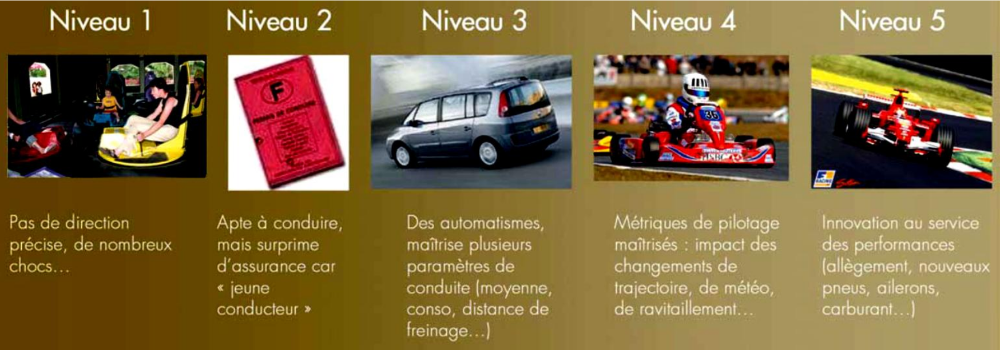 Niveau 1
Pas de direction
précise, de nombreux
chocs...
Niveau 2
F
Apte à conduire,
mais surprime
d'assurance car
« jeune
conducteur »
Niveau 3
Des automatismes,
maîtrise plusieurs
paramètres de
conduite (moyenne,
conso, distance de
freinage...)
Niveau 4
36
Métriques de pilotage
maîtrisés : impact des
changements de
trajectoire, de météo,
de ravitaillement...
Niveau 5
F1
RACING
Innovation au service
des performances
(allègement, nouveaux
pneus, ailerons,
carburant...)